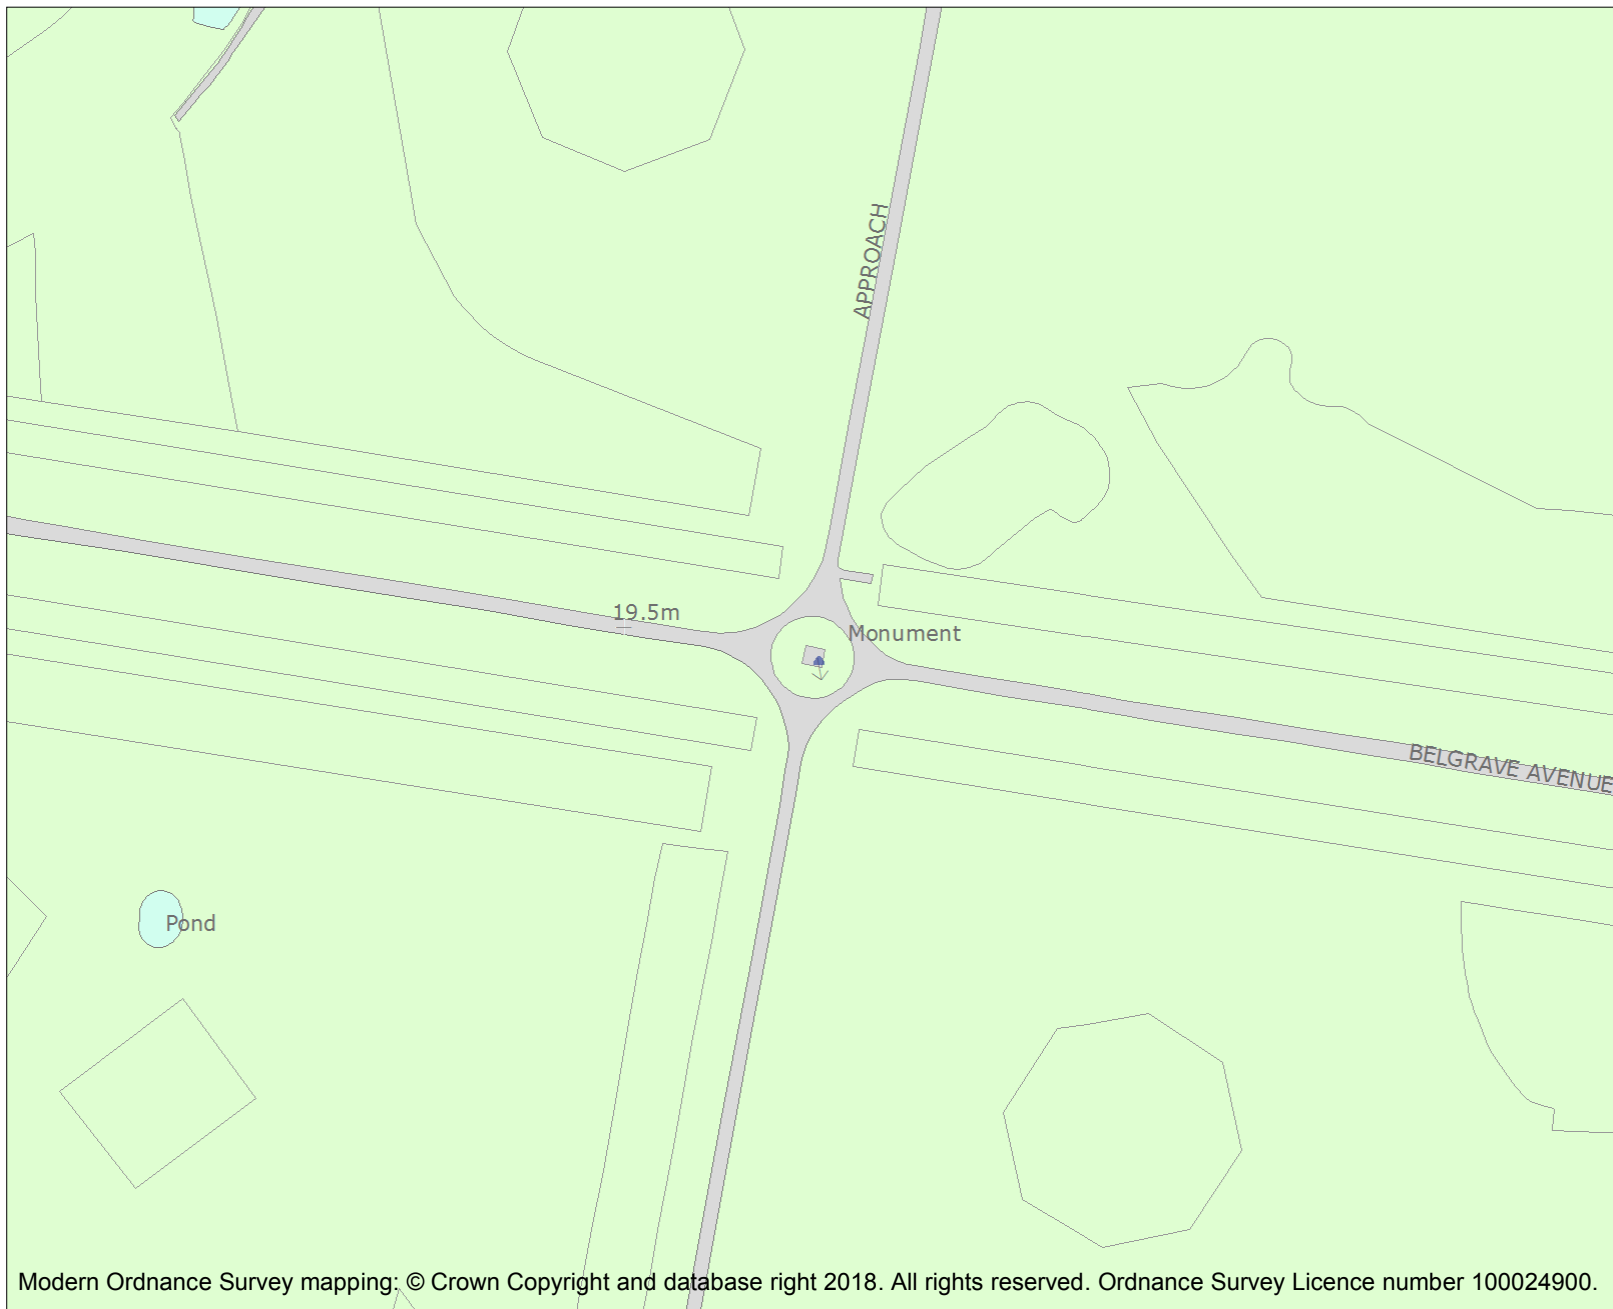 APPROACH
19.5m
Monument
BELGRAVE AVENUE
Pond
Modern Ordnance Survey mapping: © Crown Copyright and database right 2018. All rights reserved. Ordnance Survey Licence number 100024900.